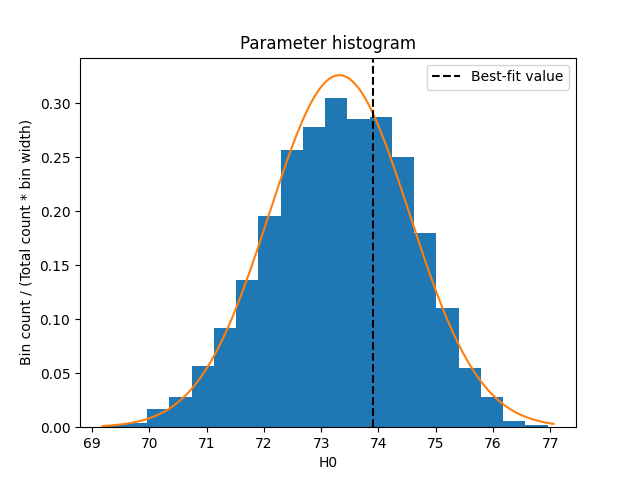 Parameter histogram
Best-fit value
Bin count / (Total count * bin width)
0.30
0.25
0.20
0.15
0.10
0.05
0.00
69 70 71 72 73 74 75 76 77
H0